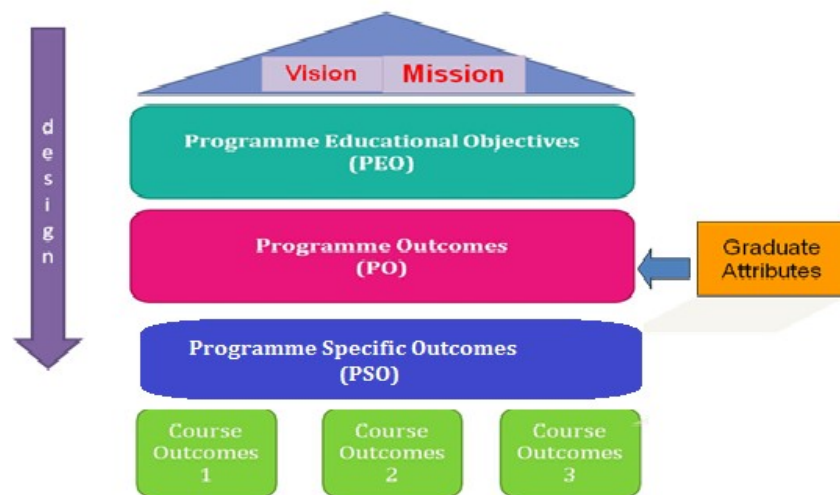 Vision
Mission
design
Programme Educational Objectives
(PEO)
Programme Outcomes
(PO)
Graduate
Attributes
Programme Specific Outcomes
(PSO)
Course
Outcomes
1
Course
Outcomes
2
Course
Outcomes
3